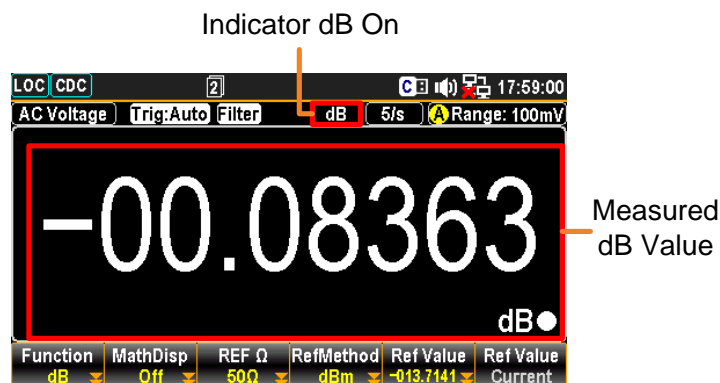 Indicator dB On
LOC CDC 2 C 17:59:00
AC Voltage Trig:Auto Filter dB 5/s A Range: 100mV
-00.08363
Measured
dB Value
dB
Function MathDisp REF Ω RefMethod Ref Value Ref Value
dB Off 50Ω dBm -013.7141 Current